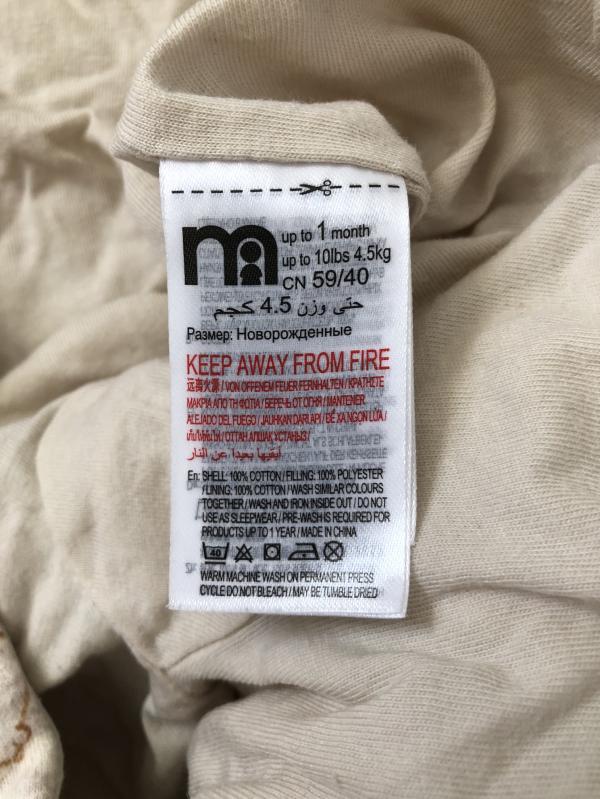 up to 1 month
up to 10lbs 4.5kg
CN 59/40
حتى وزن 4.5 كجم
Размер: Новорожденные
KEEP AWAY FROM FIRE
远离火源 / VON OFFENEM FEUER FERNHALTEN / ΚΡΑΤΗΣΤΕ
ΜΑΚΡΙΑ ΑΠΟ ΤΗ ΦΩΤΙΑ / БЕРЕЧЬ ОТ ОГНЯ / MANTENER
ALEJADO DEL FUEGO / JAUHKAN DARI API / ĐỂ XA NGỌN LỬA /
ОТТАН АЛШАК ҰСТАҢЫЗ /
أبقيها بعيدا عن النار
En: SHELL: 100% COTTON / FILLING: 100% POLYESTER
/ LINING: 100% COTTON / WASH SIMILAR COLOURS
TOGETHER / WASH AND IRON INSIDE OUT / DO NOT
USE AS SLEEPWEAR / PRE-WASH IS REQUIRED FOR
PRODUCTS UP TO 1 YEAR / MADE IN CHINA
40
WARM MACHINE WASH ON PERMANENT PRESS
CYCLE DO NOT BLEACH / MAY BE TUMBLE DRIED